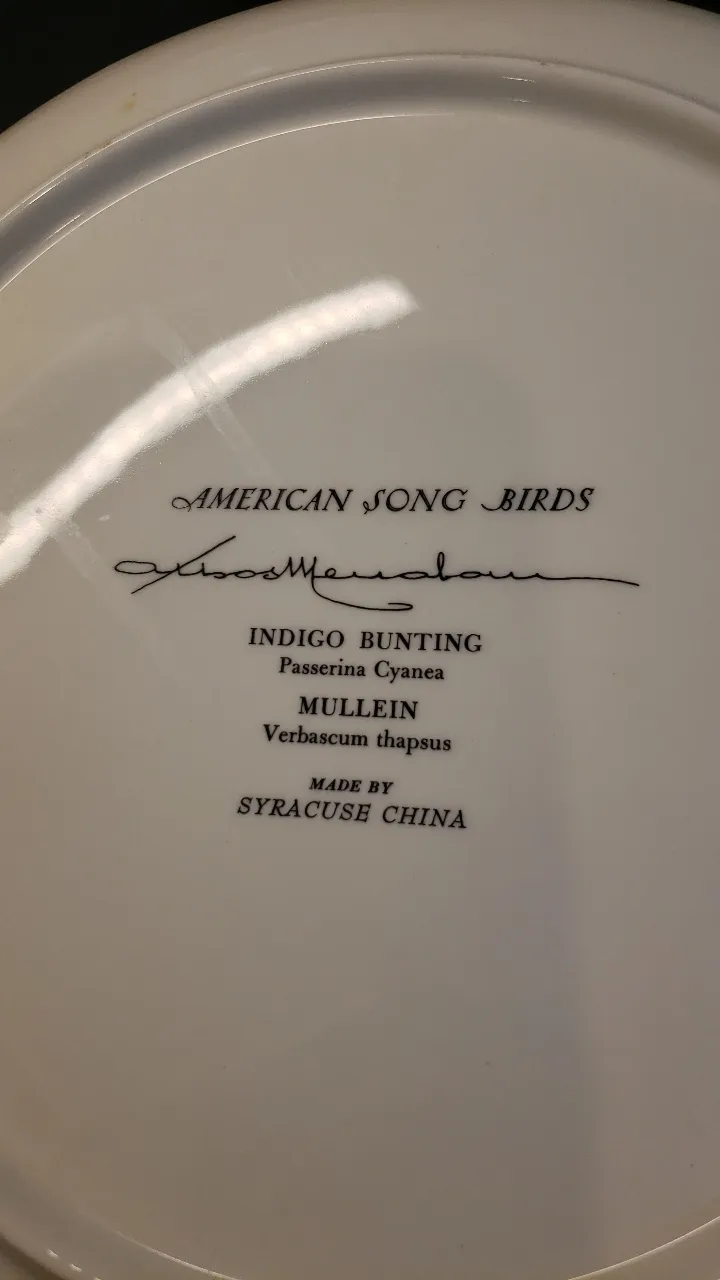 AMERICAN SONG BIRDS
INDIGO BUNTING
Passerina Cyanea
MULLEIN
Verbascum thapsus
MADE BY
SYRACUSE CHINA